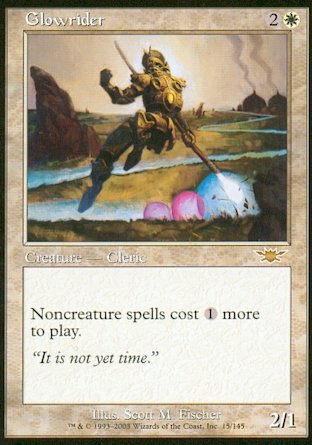 Glowrider 2
Creature — Cleric
Noncreature spells cost 1 more
to play.
“It is not yet time.”
Illus. Scott M. Fischer
™ & © 1993-2003 Wizards of the Coast, Inc. 15/145
2/1